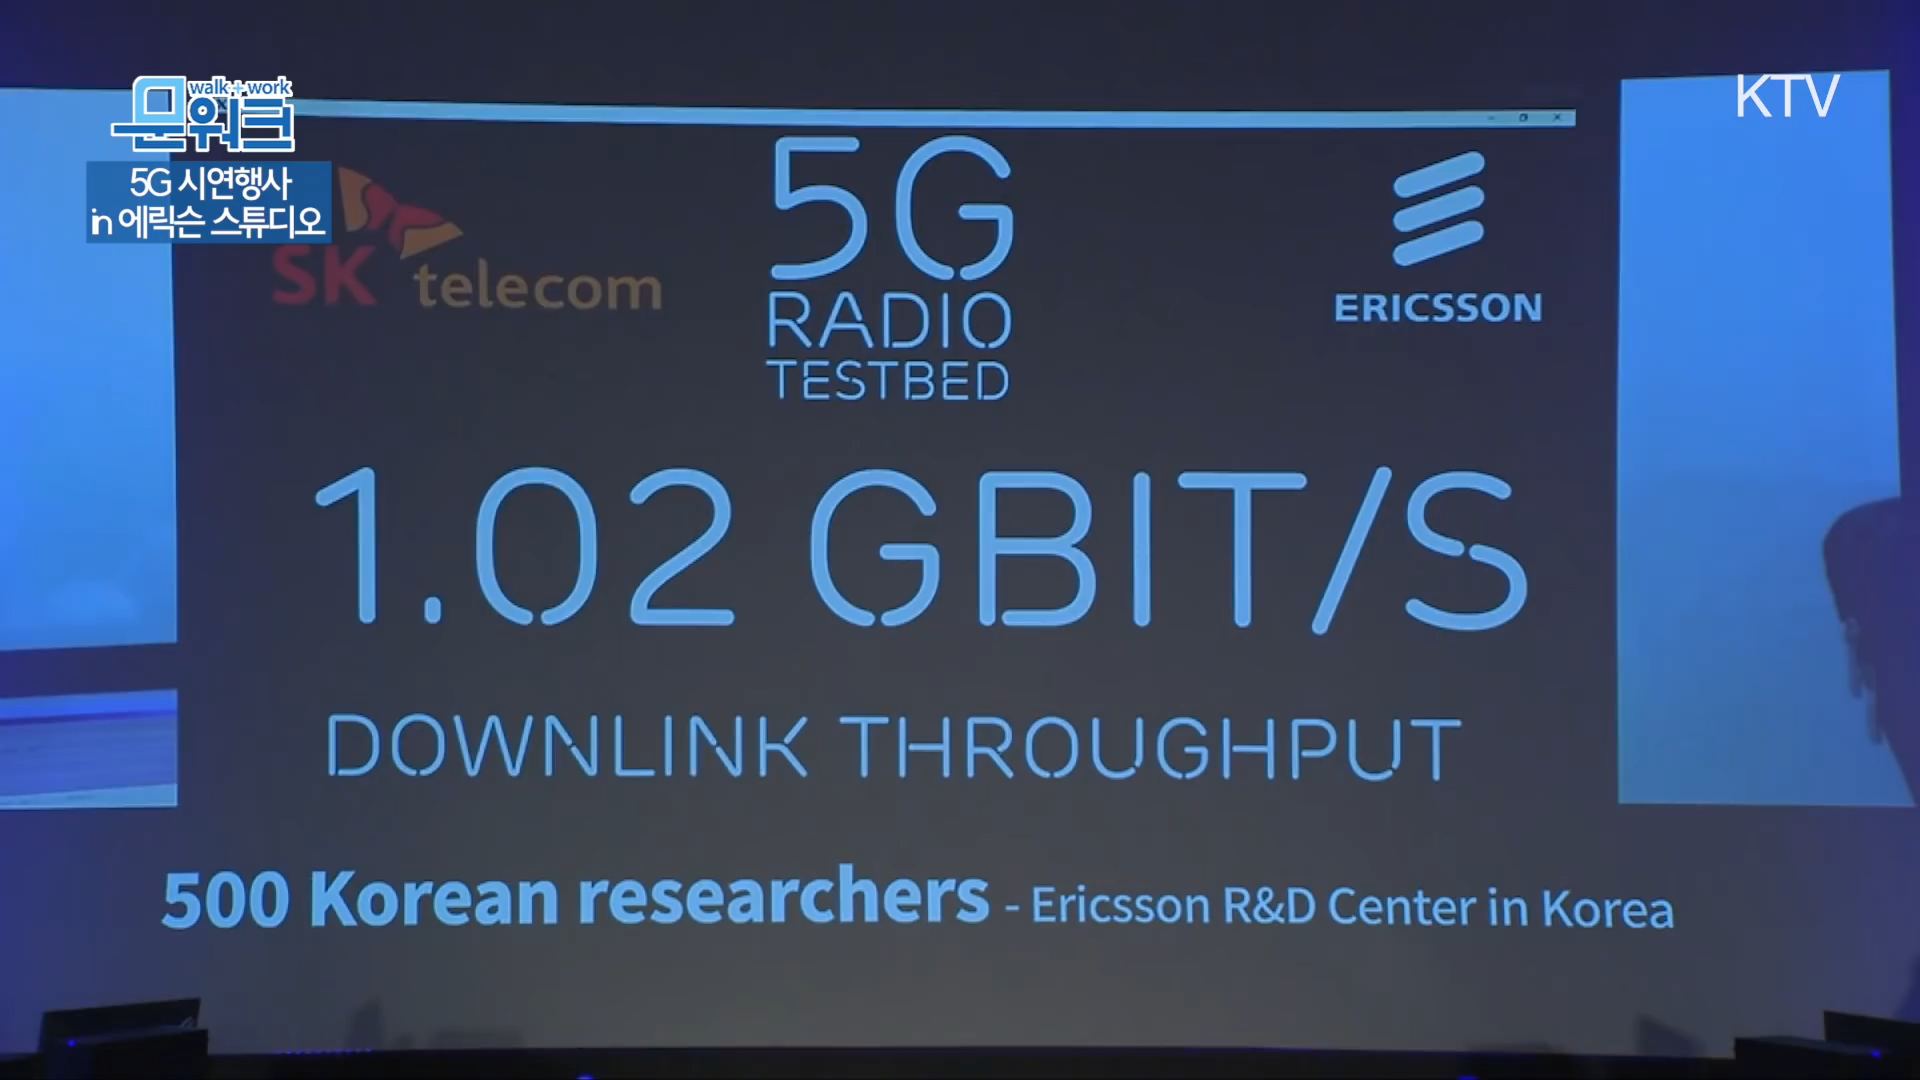 walk+work
문워크
5G 시연행사
in 에릭슨 스튜디오
KTV
SK telecom
5G
RADIO
TESTBED
ERICSSON
1.02 GBIT/S
DOWNLINK THROUGHPUT
500 Korean researchers - Ericsson R&D Center in Korea